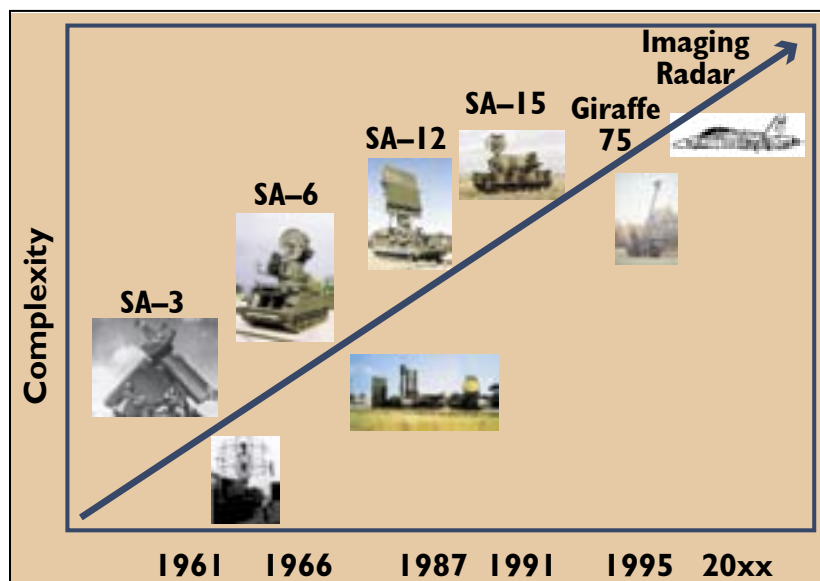 Imaging
Radar
SA–15
Giraffe
75
SA–12
SA–6
SA–3
Complexity
1961 1966 1987 1991 1995 20xx